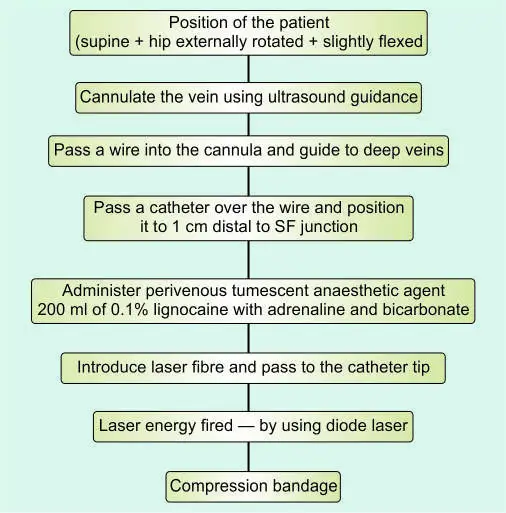 Position of the patient
(supine + hip externally rotated + slightly flexed
Cannulate the vein using ultrasound guidance
Pass a wire into the cannula and guide to deep veins
Pass a catheter over the wire and position
it to 1 cm distal to SF junction
Administer perivenous tumescent anaesthetic agent
200 ml of 0.1% lignocaine with adrenaline and bicarbonate
Introduce laser fibre and pass to the catheter tip
Laser energy fired — by using diode laser
Compression bandage